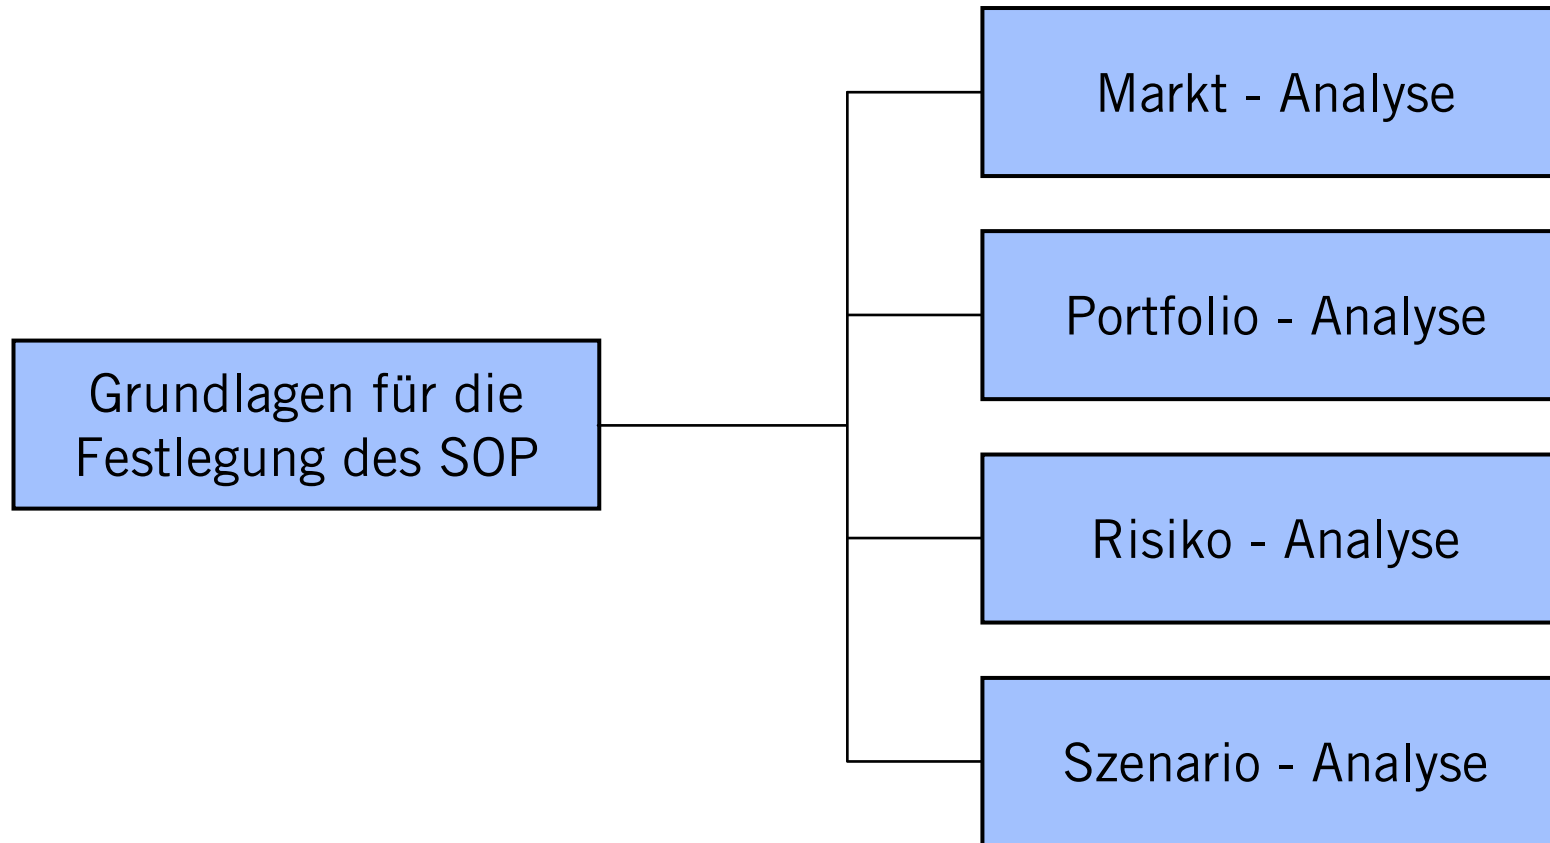 Markt - Analyse
Portfolio - Analyse
Grundlagen für die
Festlegung des SOP
Risiko - Analyse
Szenario - Analyse